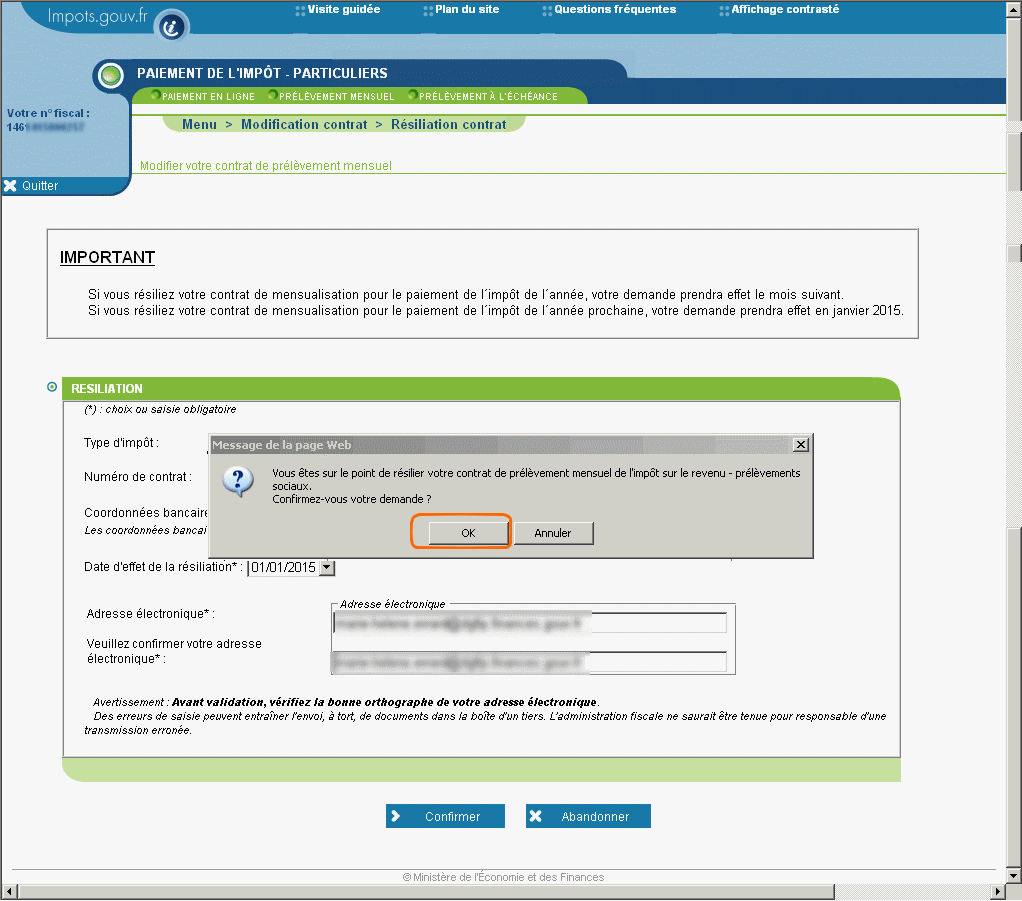 Impots.gouv.fr
Visite guidée
Plan du site
Questions fréquentes
Affichage contrasté
PAIEMENT DE L'IMPÔT - PARTICULIERS
PAIEMENT EN LIGNE
PRÉLÈVEMENT MENSUEL
PRÉLÈVEMENT À L'ÉCHÉANCE
Votre n° fiscal :
Menu > Modification contrat > Résiliation contrat
Modifier votre contrat de prélèvement mensuel
Quitter
IMPORTANT
Si vous résiliez votre contrat de mensualisation pour le paiement de l´impôt de l´année, votre demande prendra effet le mois suivant.
Si vous résiliez votre contrat de mensualisation pour le paiement de l´impôt de l´année prochaine, votre demande prendra effet en janvier 2015.
RESILIATION
(*) : choix ou saisie obligatoire
Type d'impôt :
Message de la page Web
Vous êtes sur le point de résilier votre contrat de prélèvement mensuel de l'impôt sur le revenu - prélèvements
sociaux.
Confirmez-vous votre demande ?
OK
Annuler
Numéro de contrat :
Coordonnées bancaire
Les coordonnées bancai
Date d'effet de la résiliation* : 01/01/2015
Adresse électronique
Adresse électronique* :
Veuillez confirmer votre adresse
électronique* :
Avertissement : Avant validation, vérifiez la bonne orthographe de votre adresse électronique.
Des erreurs de saisie peuvent entraîner l'envoi, à tort, de documents dans la boîte d'un tiers. L'administration fiscale ne saurait être tenue pour responsable d'une
transmission erronée.
Confirmer
Abandonner
© Ministère de l'Économie et des Finances